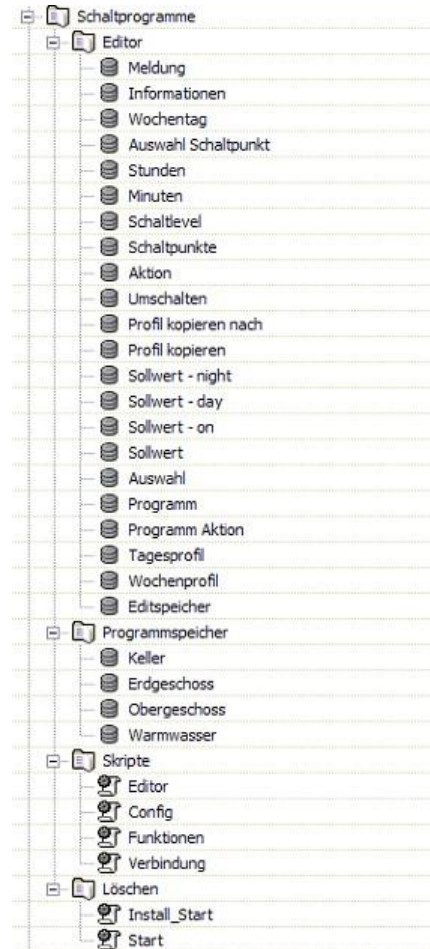 Schaltprogramme
Editor
Meldung
Informationen
Wochentag
Auswahl Schaltpunkt
Stunden
Minuten
Schaltlevel
Schaltpunkte
Aktion
Umschalten
Profil kopieren nach
Profil kopieren
Sollwert - night
Sollwert - day
Sollwert - on
Sollwert
Auswahl
Programm
Programm Aktion
Tagesprofil
Wochenprofil
Editspeicher
Programmspeicher
Keller
Erdgeschoss
Obergeschoss
Warmwasser
Skripte
Editor
Config
Funktionen
Verbindung
Löschen
Install_Start
Start